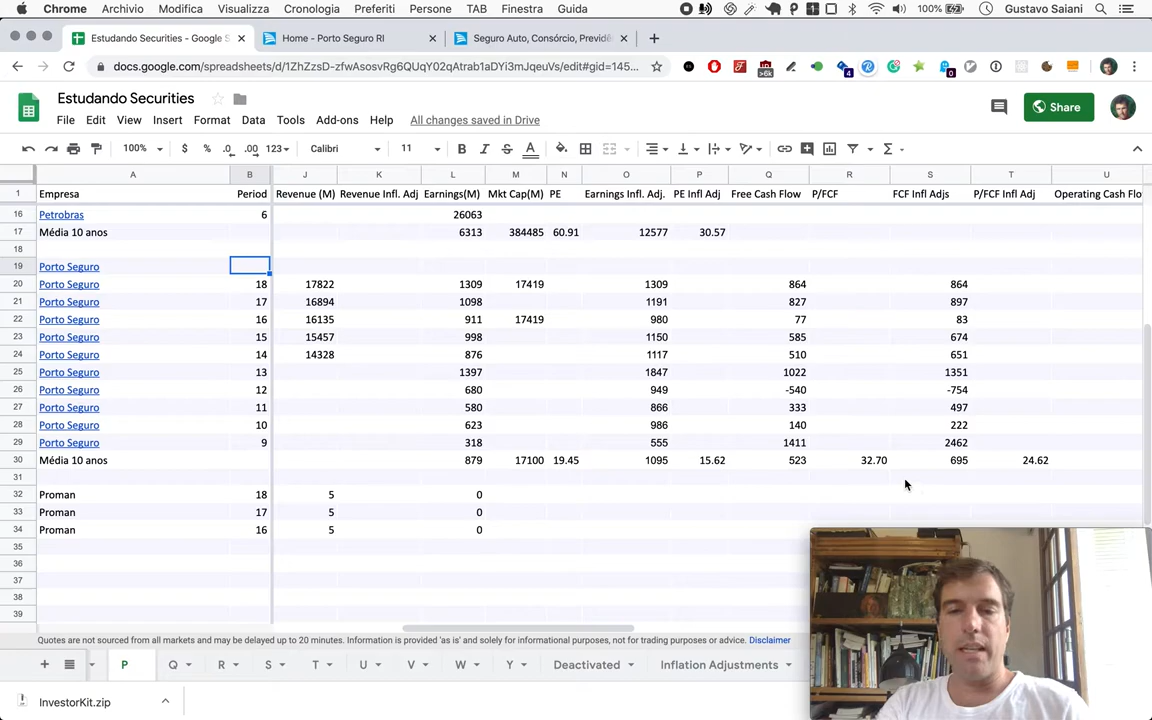 Chrome Archivio Modifica Visualizza Cronologia Preferiti Persone TAB Finestra Guida 100% Gustavo Saiani
Estudando Securities - Google S Home - Porto Seguro RI Seguro Auto, Consórcio, Previdê
docs.google.com/spreadsheets/d/1ZhZzsD-zfwAsosvRg6QUqY02qAtrab1aDYi3mJqeuVs/edit#gid=145... >6k 4 0
Estudando Securities
File Edit View Insert Format Data Tools Add-ons Help All changes saved in Drive Share
100% $ % .0 .00 123 Calibri 11 B I S A
A B J K L M N O P Q R S T U
1 Empresa Period Revenue (M) Revenue Infl. Adj Earnings(M) Mkt Cap(M) PE Earnings Infl. Adj. PE Infl Adj Free Cash Flow P/FCF FCF Infl Adjs P/FCF Infl Adj Operating Cash Flo
16 Petrobras 6 26063
17 Média 10 anos 6313 384485 60.91 12577 30.57
18
19 Porto Seguro
20 Porto Seguro 18 17822 1309 17419 1309 864 864
21 Porto Seguro 17 16894 1098 1191 827 897
22 Porto Seguro 16 16135 911 17419 980 77 83
23 Porto Seguro 15 15457 998 1150 585 674
24 Porto Seguro 14 14328 876 1117 510 651
25 Porto Seguro 13 1397 1847 1022 1351
26 Porto Seguro 12 680 949 -540 -754
27 Porto Seguro 11 580 866 333 497
28 Porto Seguro 10 623 986 140 222
29 Porto Seguro 9 318 555 1411 2462
30 Média 10 anos 879 17100 19.45 1095 15.62 523 32.70 695 24.62
31
32 Proman 18 5 0
33 Proman 17 5 0
34 Proman 16 5 0
35
36
37
38
39
Quotes are not sourced from all markets and may be delayed up to 20 minutes. Information is provided 'as is' and solely for informational purposes, not for trading purposes or advice. Disclaimer
P Q R S T U V W Y Deactivated Inflation Adjustments
InvestorKit.zip